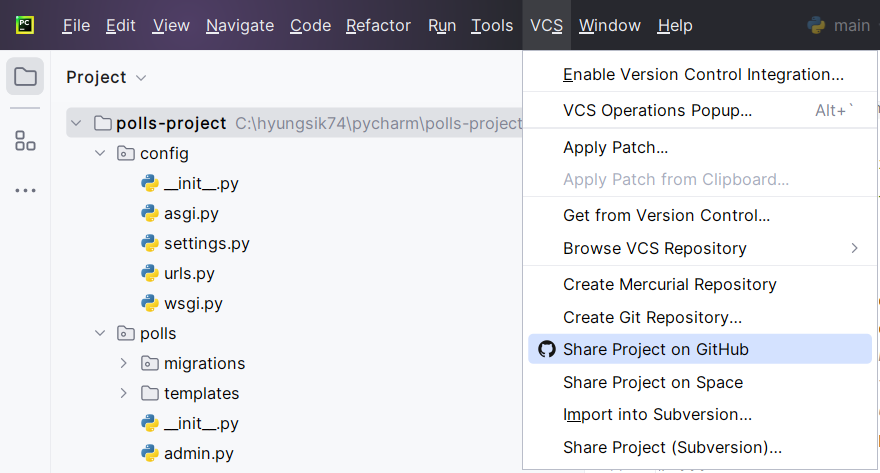 PC File Edit View Navigate Code Refactor Run Tools VCS Window Help main
Project
polls-project C:\hyungsik74\pycharm\polls-project
config
__init__.py
asgi.py
settings.py
urls.py
wsgi.py
polls
migrations
templates
__init__.py
admin.py
Enable Version Control Integration...
VCS Operations Popup... Alt+`
Apply Patch...
Apply Patch from Clipboard...
Get from Version Control...
Browse VCS Repository
Create Mercurial Repository
Create Git Repository...
Share Project on GitHub
Share Project on Space
Import into Subversion...
Share Project (Subversion)...